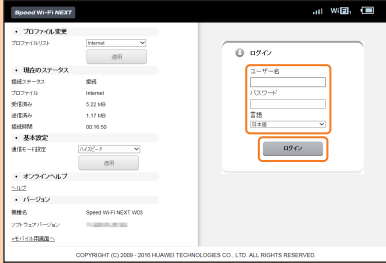 Speed Wi-Fi NEXT
• プロファイル変更
プロファイルリスト Internet
適用
• 現在のステータス
接続ステータス 接続
プロファイル Internet
受信済み 5.22 MB
送信済み 1.17 MB
接続時間 00:16:50
• 基本設定
通信モード設定 ハイスピード
適用
• オンラインヘルプ
ヘルプ
• バージョン
機種名 Speed Wi-Fi NEXT W03
ソフトウェアバージョン
>モバイル用画面へ
ログイン
ユーザー名
パスワード
言語
日本語
ログイン
COPYRIGHT (C) 2009 - 2016 HUAWEI TECHNOLOGIES CO., LTD. ALL RIGHTS RESERVED.